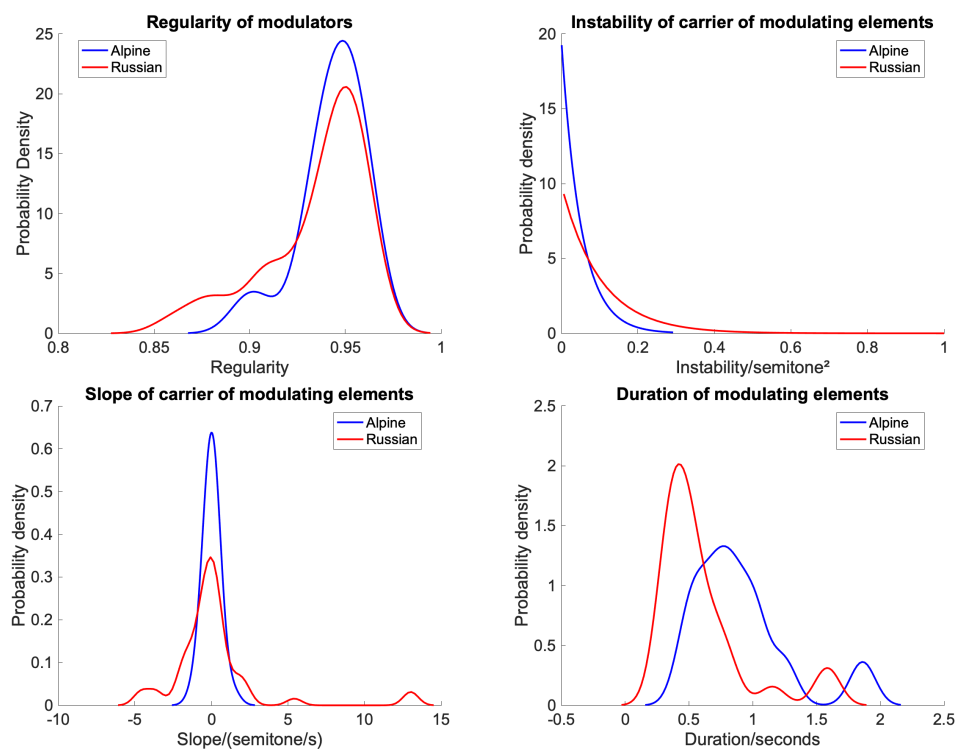 Regularity of modulators
25
20
15
10
5
0
Probability Density
Alpine
Russian
0.8 0.85 0.9 0.95 1
Regularity
Instability of carrier of modulating elements
20
15
10
5
0
Probability density
Alpine
Russian
0 0.2 0.4 0.6 0.8 1
Instability/semitone²
Slope of carrier of modulating elements
0.7
0.6
0.5
0.4
0.3
0.2
0.1
0
Probability density
Alpine
Russian
-10 -5 0 5 10 15
Slope/(semitone/s)
Duration of modulating elements
2.5
2
1.5
1
0.5
0
Probability density
Alpine
Russian
-0.5 0 0.5 1 1.5 2 2.5
Duration/seconds